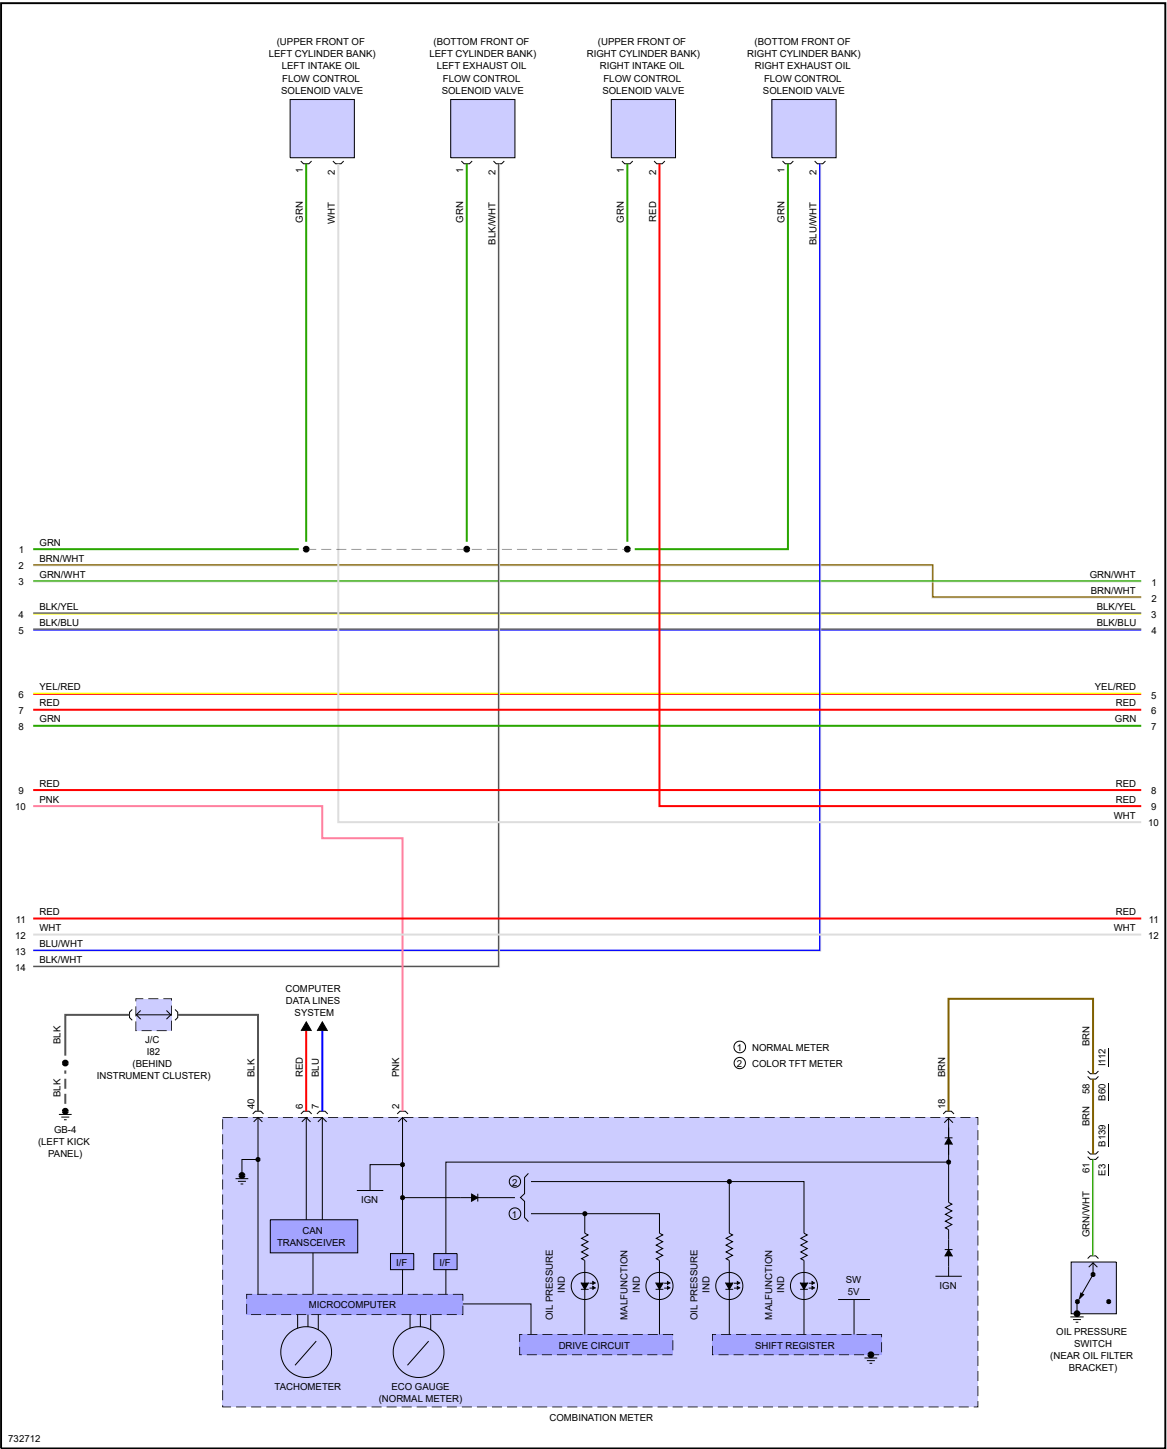 (UPPER FRONT OF
LEFT CYLINDER BANK)
LEFT INTAKE OIL
FLOW CONTROL
SOLENOID VALVE
(BOTTOM FRONT OF
LEFT CYLINDER BANK)
LEFT EXHAUST OIL
FLOW CONTROL
SOLENOID VALVE
(UPPER FRONT OF
RIGHT CYLINDER BANK)
RIGHT INTAKE OIL
FLOW CONTROL
SOLENOID VALVE
(BOTTOM FRONT OF
RIGHT CYLINDER BANK)
RIGHT EXHAUST OIL
FLOW CONTROL
SOLENOID VALVE
1
2
1
2
1
2
1
2
GRN
WHT
GRN
BLK/WHT
GRN
RED
GRN
BLU/WHT
1 GRN
2 BRN/WHT
3 GRN/WHT
4 BLK/YEL
5 BLK/BLU
6 YEL/RED
7 RED
8 GRN
9 RED
10 PNK
11 RED
12 WHT
13 BLU/WHT
14 BLK/WHT
GRN/WHT 1
BRN/WHT 2
BLK/YEL 3
BLK/BLU 4
YEL/RED 5
RED 6
GRN 7
RED 8
RED 9
WHT 10
RED 11
WHT 12
COMPUTER
DATA LINES
SYSTEM
BLK
BLK
J/C
I82
(BEHIND
INSTRUMENT CLUSTER)
GB-4
(LEFT KICK
PANEL)
BLK
40
RED
6
BLU
7
PNK
2
1 NORMAL METER
2 COLOR TFT METER
BRN
18
BRN
I112
58
B60
BRN
B139
61
E3
GRN/WHT
OIL PRESSURE
SWITCH
(NEAR OIL FILTER
BRACKET)
IGN
2
1
CAN
TRANSCEIVER
I/F
I/F
MICROCOMPUTER
OIL PRESSURE
IND
MALFUNCTION
IND
OIL PRESSURE
IND
MALFUNCTION
IND
SW
5V
IGN
DRIVE CIRCUIT
SHIFT REGISTER
TACHOMETER
ECO GAUGE
(NORMAL METER)
COMBINATION METER
732712